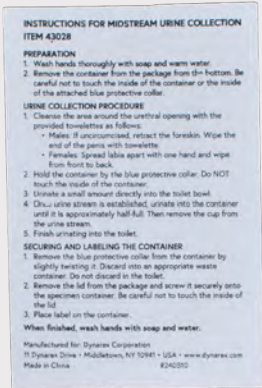 INSTRUCTIONS FOR MIDSTREAM URINE COLLECTION
ITEM 43028
PREPARATION
1. Wash hands thoroughly with soap and warm water.
2. Remove the container from the package from the bottom. Be
careful not to touch the inside of the container or the inside
of the attached blue protective collar.
URINE COLLECTION PROCEDURE
1. Cleanse the area around the urethral opening with the
provided towelettes as follows:
• Males: If uncircumcised, retract the foreskin. Wipe the
end of the penis with towelette.
• Females: Spread labia apart with one hand and wipe
from front to back.
2. Hold the container by the blue protective collar. Do NOT
touch the inside of the container.
3. Urinate a small amount directly into the toilet bowl.
4. Once urine stream is established, urinate into the container
until it is approximately half-full. Then remove the cup from
the urine stream.
5. Finish urinating into the toilet.
SECURING AND LABELING THE CONTAINER
1. Remove the blue protective collar from the container by
slightly twisting it. Discard into an appropriate waste
container. Do not discard in the toilet.
2. Remove the lid from the package and screw it securely onto
the specimen container. Be careful not to touch the inside of
the lid
3. Place label on the container.
When finished, wash hands with soap and water.
Manufactured for: Dynarex Corporation
11 Dynarex Drive • Middletown, NY 10941 • USA • www.dynarex.com
Made in China R240510